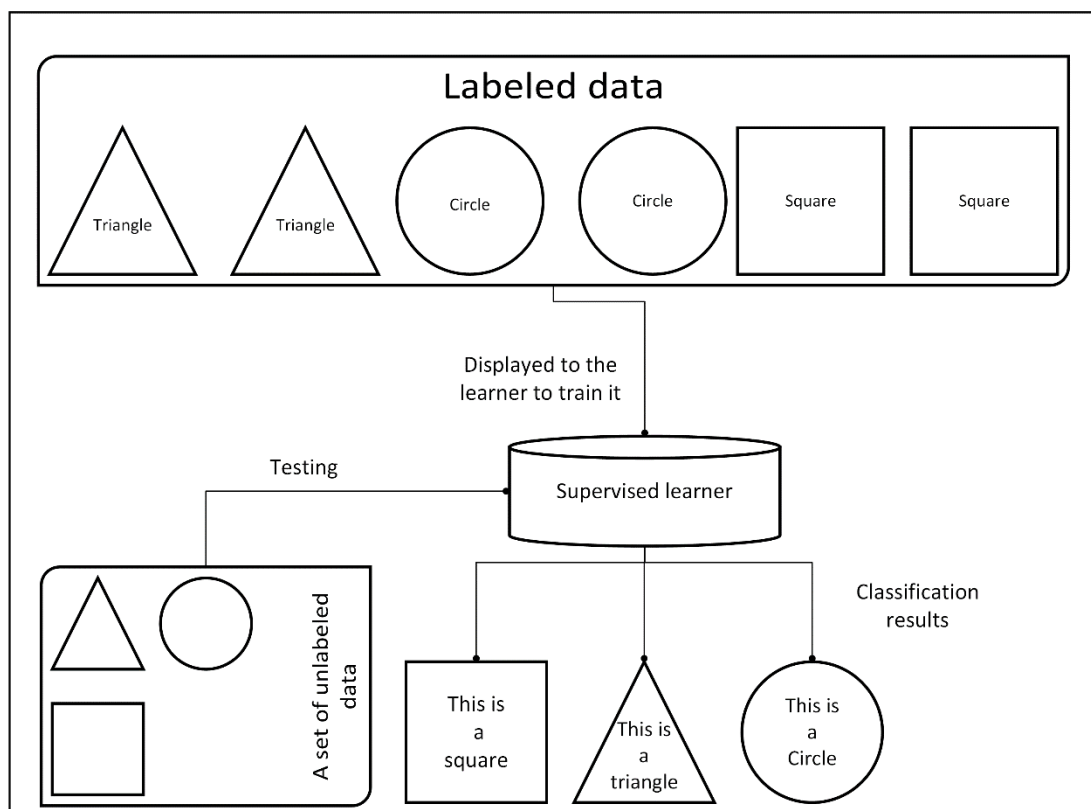 Labeled data
Triangle
Triangle
Circle
Circle
Square
Square
Displayed to the
learner to train it
Testing
Supervised learner
A set of unlabeled
data
Classification
results
This is
a
square
This is
a
triangle
This is
a
Circle